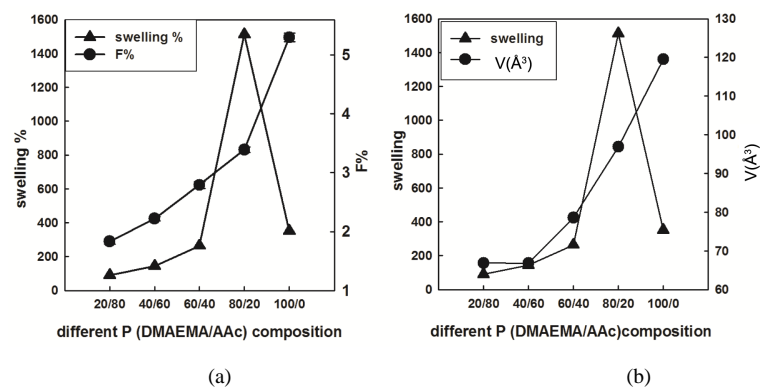 swelling %
F%
1600
1400
1200
1000
800
600
400
200
0
swelling %
5
4
3
2
1
F%
20/80 40/60 60/40 80/20 100/0
different P (DMAEMA/AAc) composition
(a)
swelling
V(Å³)
1600
1400
1200
1000
800
600
400
200
0
swelling
130
120
110
100
90
80
70
60
V(Å³)
20/80 40/60 60/40 80/20 100/0
different P (DMAEMA/AAc)composition
(b)